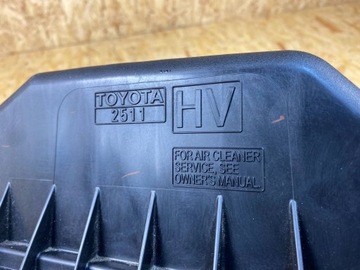 TOYOTA
2511
HV
FOR AIR CLEANER
SERVICE, SEE
OWNER'S MANUAL.